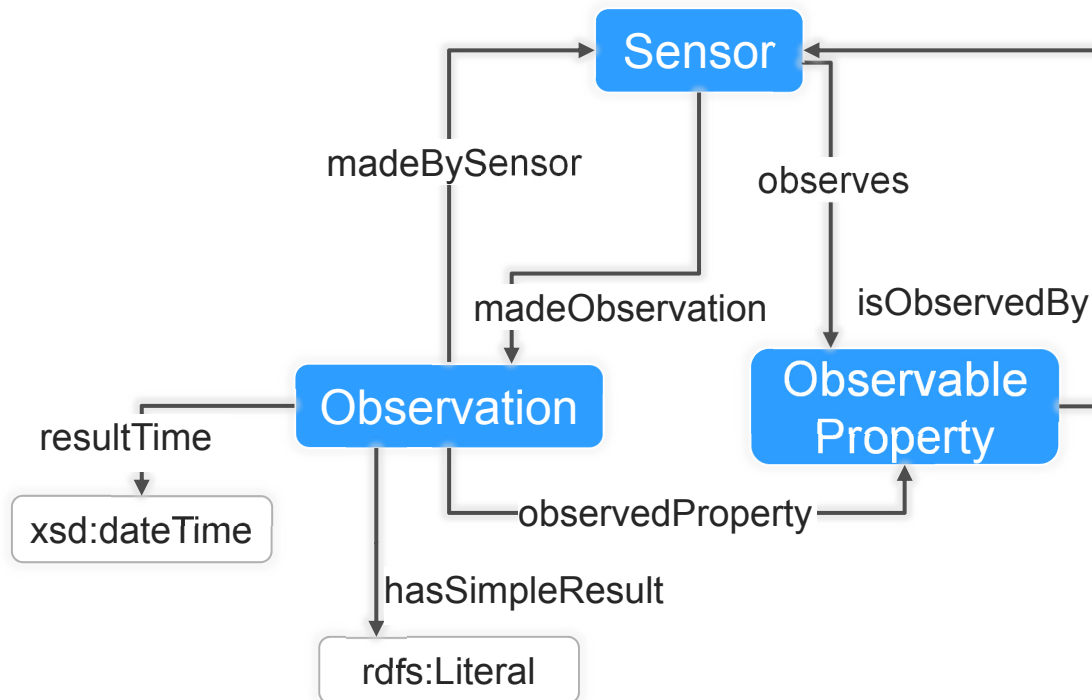 Sensor
madeBySensor
observes
madeObservation
isObservedBy
Observation
Observable
Property
resultTime
xsd:dateTime
observedProperty
hasSimpleResult
rdfs:Literal